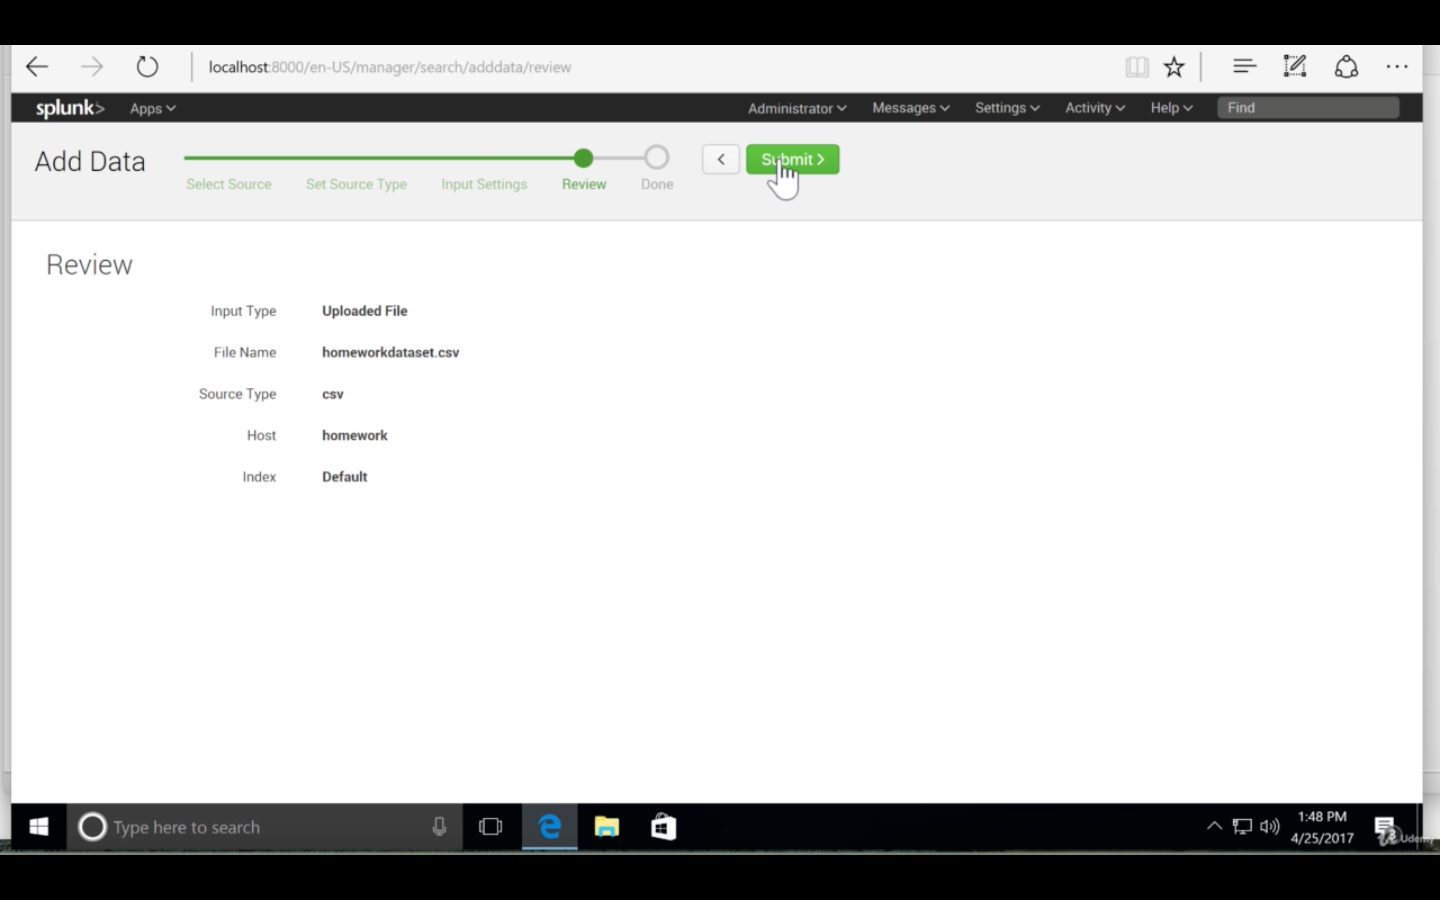 localhost:8000/en-US/manager/search/adddata/review
splunk> Apps Administrator Messages Settings Activity Help Find
Add Data Submit >
Select Source Set Source Type Input Settings Review Done
Review
Input Type Uploaded File
File Name homeworkdataset.csv
Source Type csv
Host homework
Index Default
Type here to search
1:48 PM
4/25/2017
Udemy